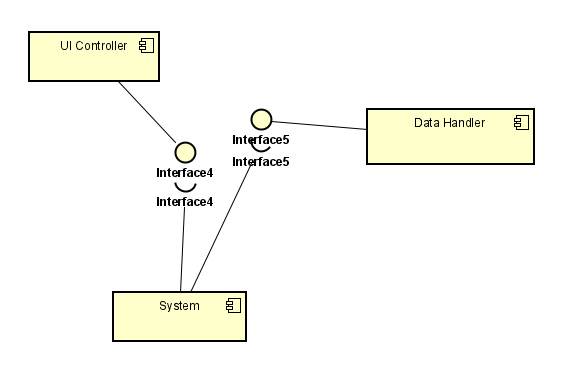 UI Controller
Interface5
Data Handler
Interface5
Interface4
Interface4
System